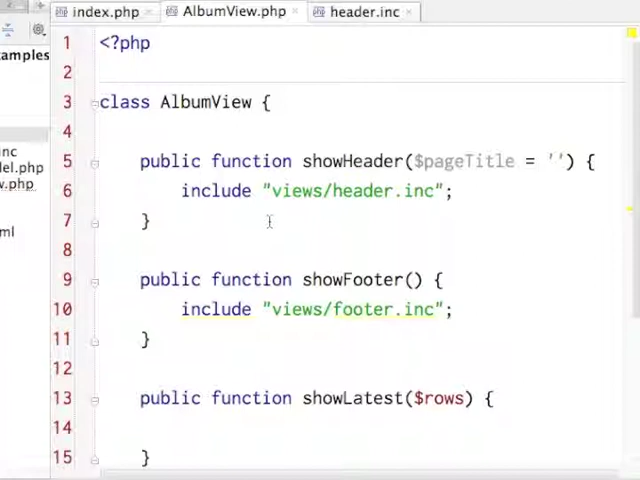 index.php AlbumView.php header.inc
amples
nc
el.php
w.php
ml
1 <?php
2
3 class AlbumView {
4
5 public function showHeader($pageTitle = '') {
6 include "views/header.inc";
7 }
8
9 public function showFooter() {
10 include "views/footer.inc";
11 }
12
13 public function showLatest($rows) {
14
15 }